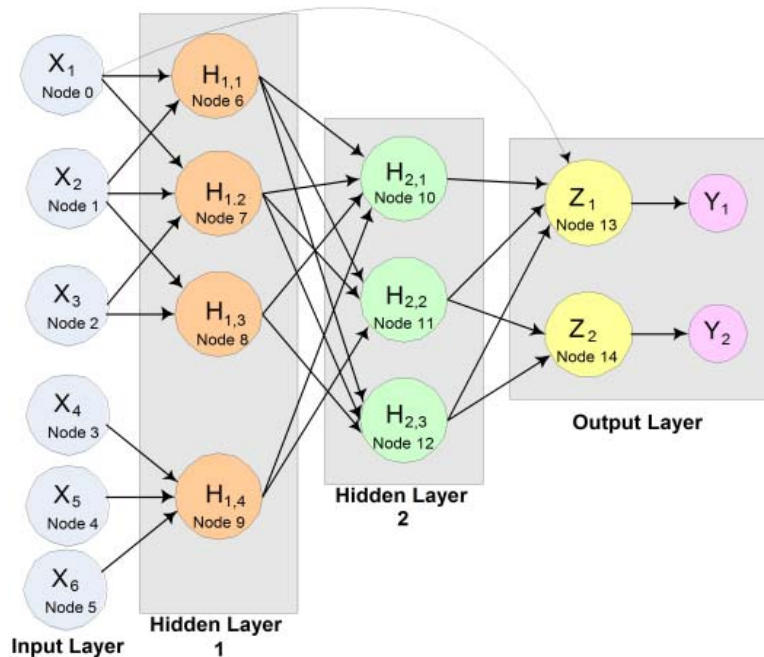 X1
Node 0
X2
Node 1
X3
Node 2
X4
Node 3
X5
Node 4
X6
Node 5
Input Layer
H1,1
Node 6
H1.2
Node 7
H1,3
Node 8
H1,4
Node 9
Hidden Layer
1
H2,1
Node 10
H2,2
Node 11
H2,3
Node 12
Hidden Layer
2
Z1
Node 13
Z2
Node 14
Y1
Y2
Output Layer